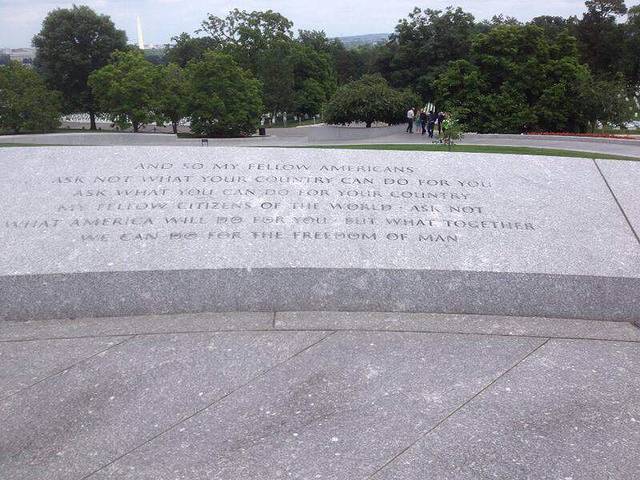 AND SO MY FELLOW AMERICANS
ASK NOT WHAT YOUR COUNTRY CAN DO FOR YOU
ASK WHAT YOU CAN DO FOR YOUR COUNTRY
MY FELLOW CITIZENS OF THE WORLD · ASK NOT
WHAT AMERICA WILL DO FOR YOU · BUT WHAT TOGETHER
WE CAN DO FOR THE FREEDOM OF MAN